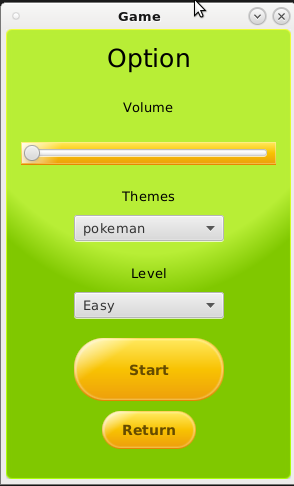 Game
Option
Volume
Themes
pokeman
Level
Easy
Start
Return